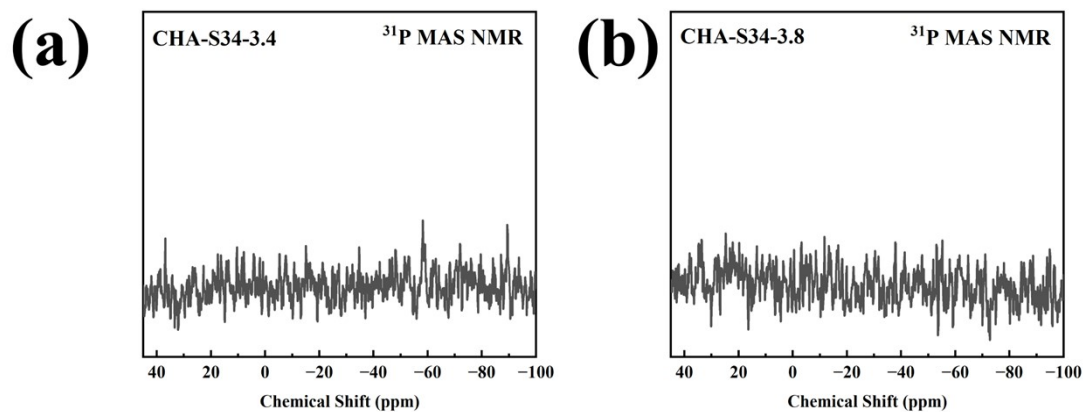 (a)
CHA-S34-3.4
³¹P MAS NMR
40 20 0 −20 −40 −60 −80 −100
Chemical Shift (ppm)
(b)
CHA-S34-3.8
³¹P MAS NMR
40 20 0 −20 −40 −60 −80 −100
Chemical Shift (ppm)